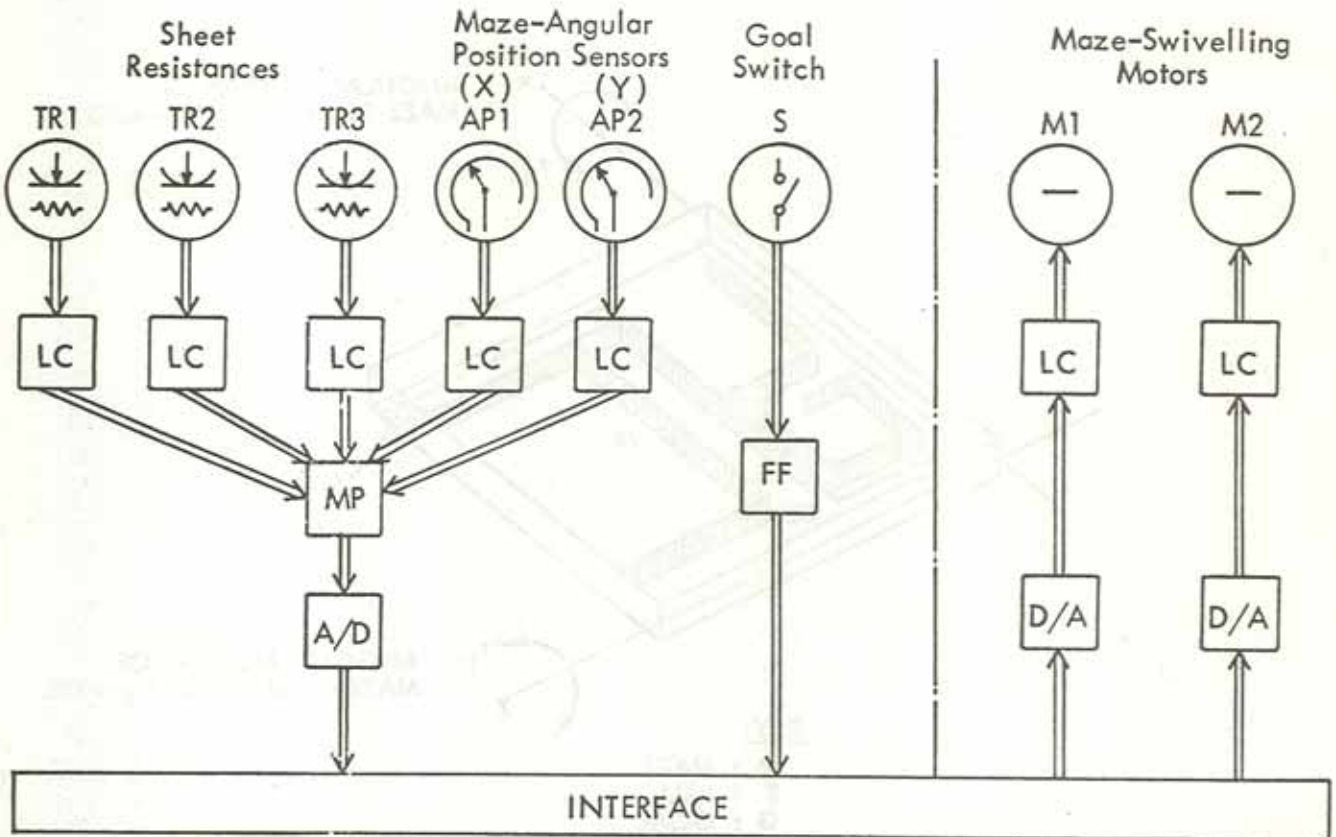 Sheet
Resistances
Maze-Angular
Position Sensors
(X) (Y)
Goal
Switch
Maze-Swivelling
Motors
TR1 TR2 TR3 AP1 AP2 S M1 M2
LC LC LC LC LC LC LC
MP FF
A/D D/A D/A
INTERFACE